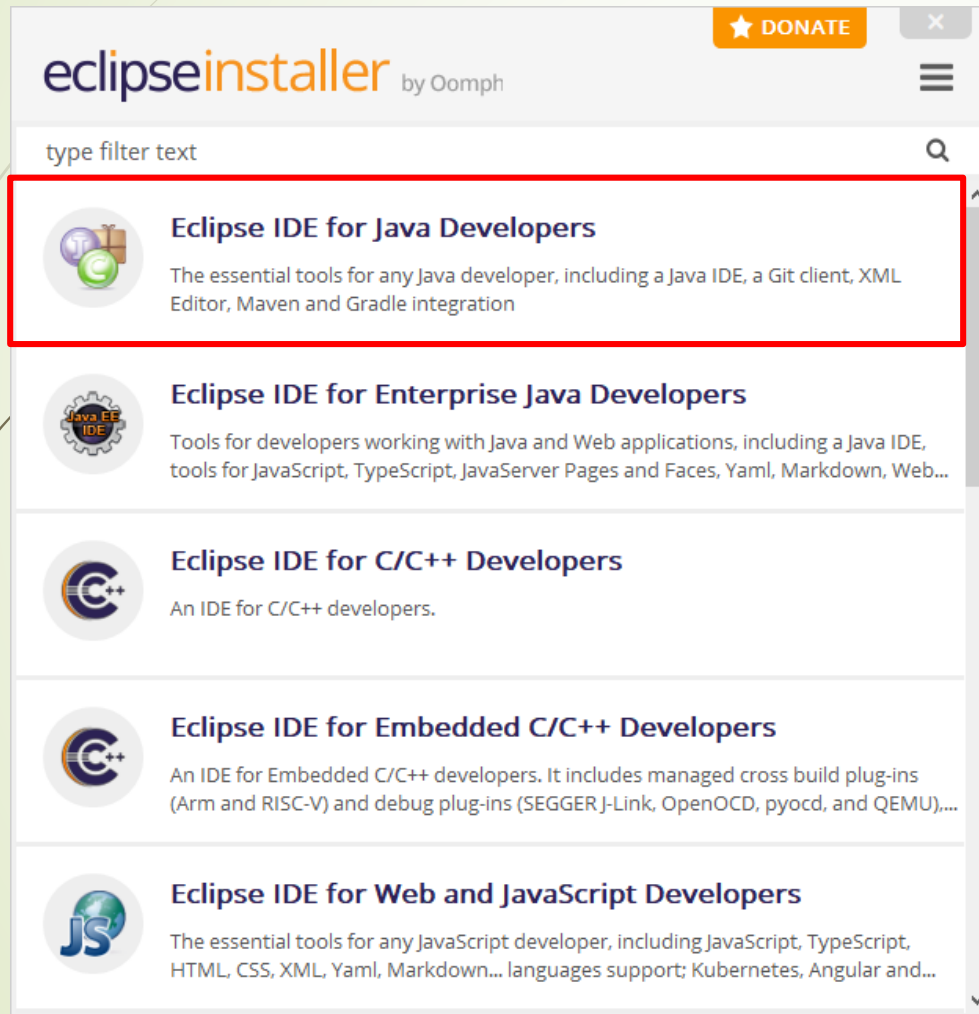 DONATE
eclipseinstaller by Oomph
type filter text
Eclipse IDE for Java Developers
The essential tools for any Java developer, including a Java IDE, a Git client, XML
Editor, Maven and Gradle integration
Java EE
IDE
Eclipse IDE for Enterprise Java Developers
Tools for developers working with Java and Web applications, including a Java IDE,
tools for JavaScript, TypeScript, JavaServer Pages and Faces, Yaml, Markdown, Web...
C++
Eclipse IDE for C/C++ Developers
An IDE for C/C++ developers.
C++
Eclipse IDE for Embedded C/C++ Developers
An IDE for Embedded C/C++ developers. It includes managed cross build plug-ins
(Arm and RISC-V) and debug plug-ins (SEGGER J-Link, OpenOCD, pyocd, and QEMU),...
JS
Eclipse IDE for Web and JavaScript Developers
The essential tools for any JavaScript developer, including JavaScript, TypeScript,
HTML, CSS, XML, Yaml, Markdown... languages support; Kubernetes, Angular and...